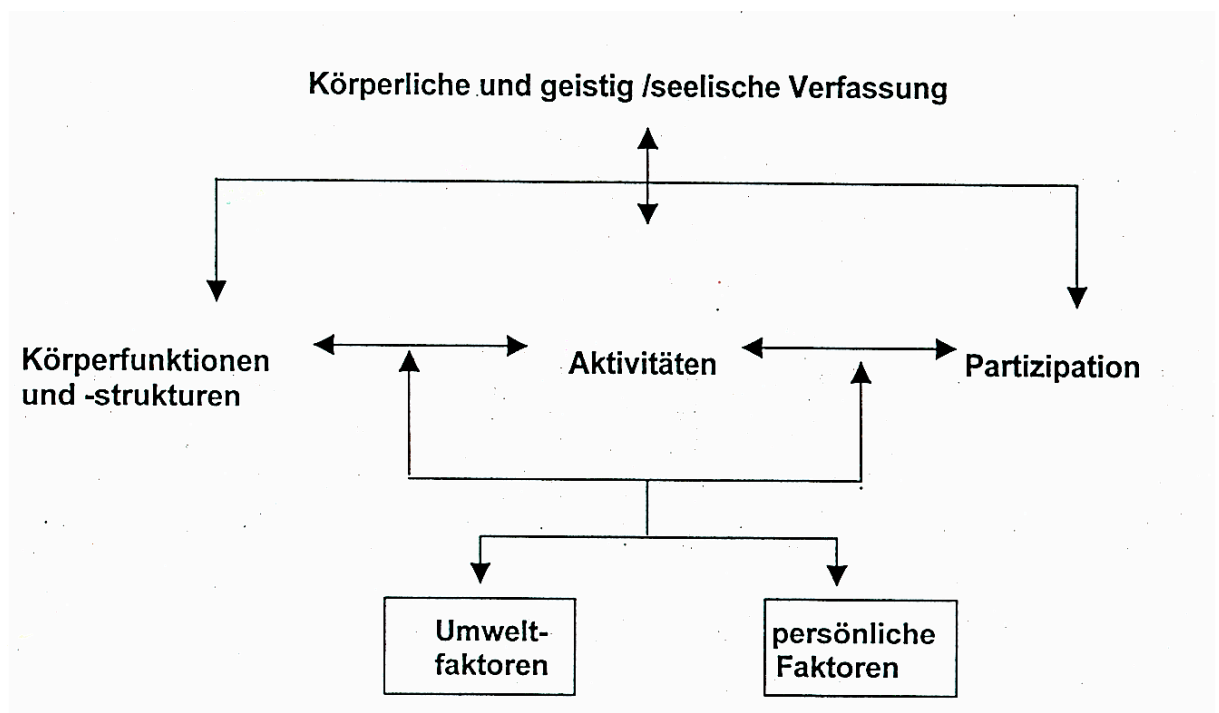 Körperliche und geistig /seelische Verfassung
Körperfunktionen
und -strukturen
Aktivitäten
Partizipation
Umwelt-
faktoren
persönliche
Faktoren